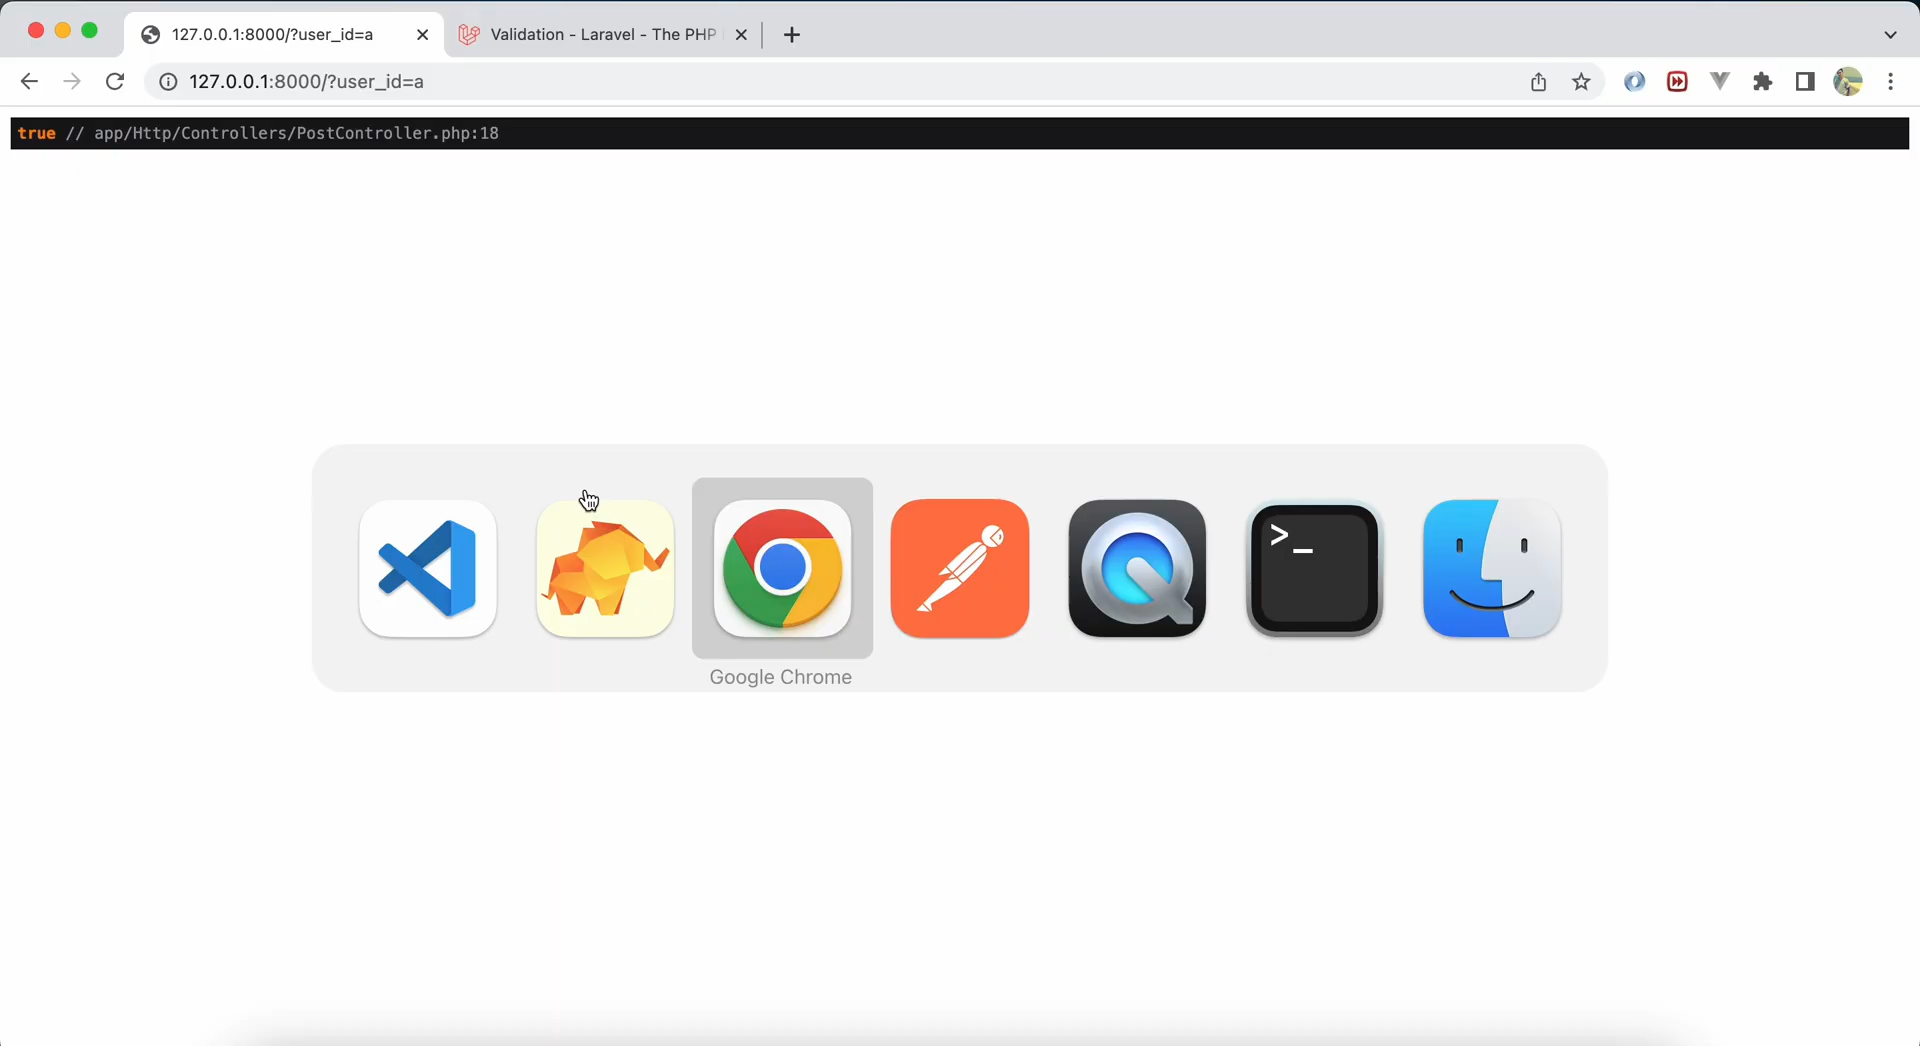 127.0.0.1:8000/?user_id=a
Validation - Laravel - The PHP
127.0.0.1:8000/?user_id=a
true // app/Http/Controllers/PostController.php:18
>_
Google Chrome